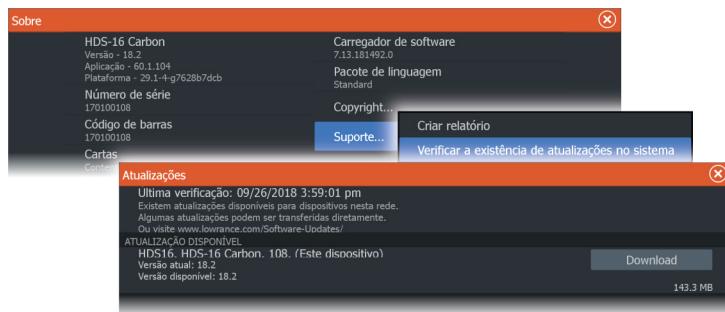 Sobre
HDS-16 Carbon
Versão - 18.2
Aplicação - 60.1.104
Plataforma - 29.1-4-g7628b7dcb
Número de série
170100108
Código de barras
170100108
Cartas
Carregador de software
7.13.181492.0
Pacote de linguagem
Standard
Copyright...
Suporte...
Criar relatório
Verificar a existência de atualizações no sistema
Atualizações
Ultima verificação: 09/26/2018 3:59:01 pm
Existem atualizações disponíveis para dispositivos nesta rede.
Algumas atualizações podem ser transferidas diretamente.
Ou visite www.lowrance.com/Software-Updates/
ATUALIZAÇÃO DISPONÍVEL
HDS16, HDS-16 Carbon, 108, (Este dispositivo)
Versão atual: 18.2
Versão disponível: 18.2
Download
143.3 MB